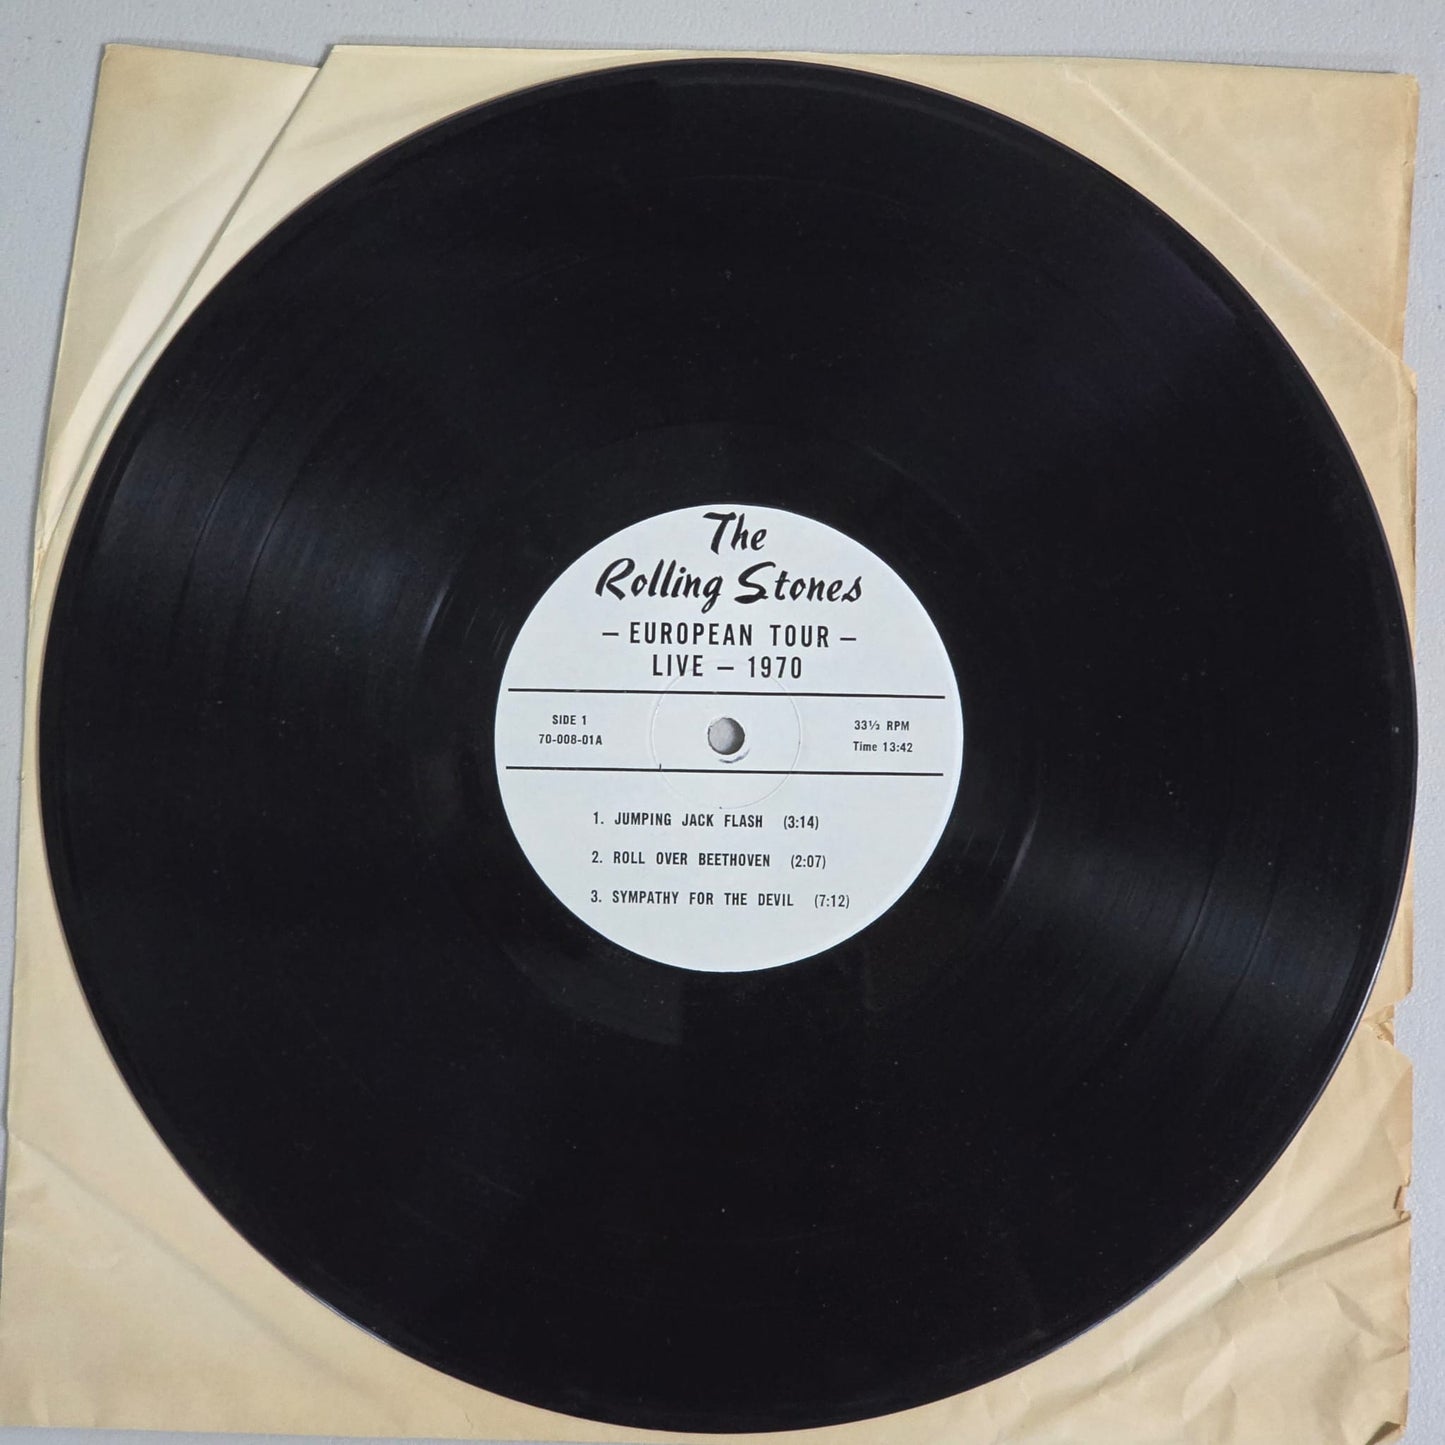 The
Rolling Stones
– EUROPEAN TOUR –
LIVE – 1970
SIDE 1
70-008-01A
33⅓ RPM
Time 13:42
1. JUMPING JACK FLASH (3:14)
2. ROLL OVER BEETHOVEN (2:07)
3. SYMPATHY FOR THE DEVIL (7:12)